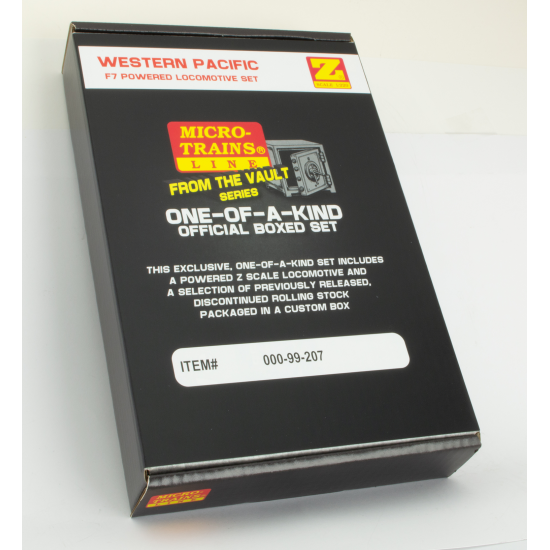 WESTERN PACIFIC
F7 POWERED LOCOMOTIVE SET
Z
MICRO-
TRAINS®
LINE
FROM THE VAULT
SERIES
ONE-OF-A-KIND
OFFICIAL BOXED SET
THIS EXCLUSIVE, ONE-OF-A-KIND SET INCLUDES
A POWERED Z SCALE LOCOMOTIVE AND
A SELECTION OF PREVIOUSLY RELEASED,
DISCONTINUED ROLLING STOCK
PACKAGED IN A CUSTOM BOX
ITEM# 000-99-207
MICRO-
TRAINS